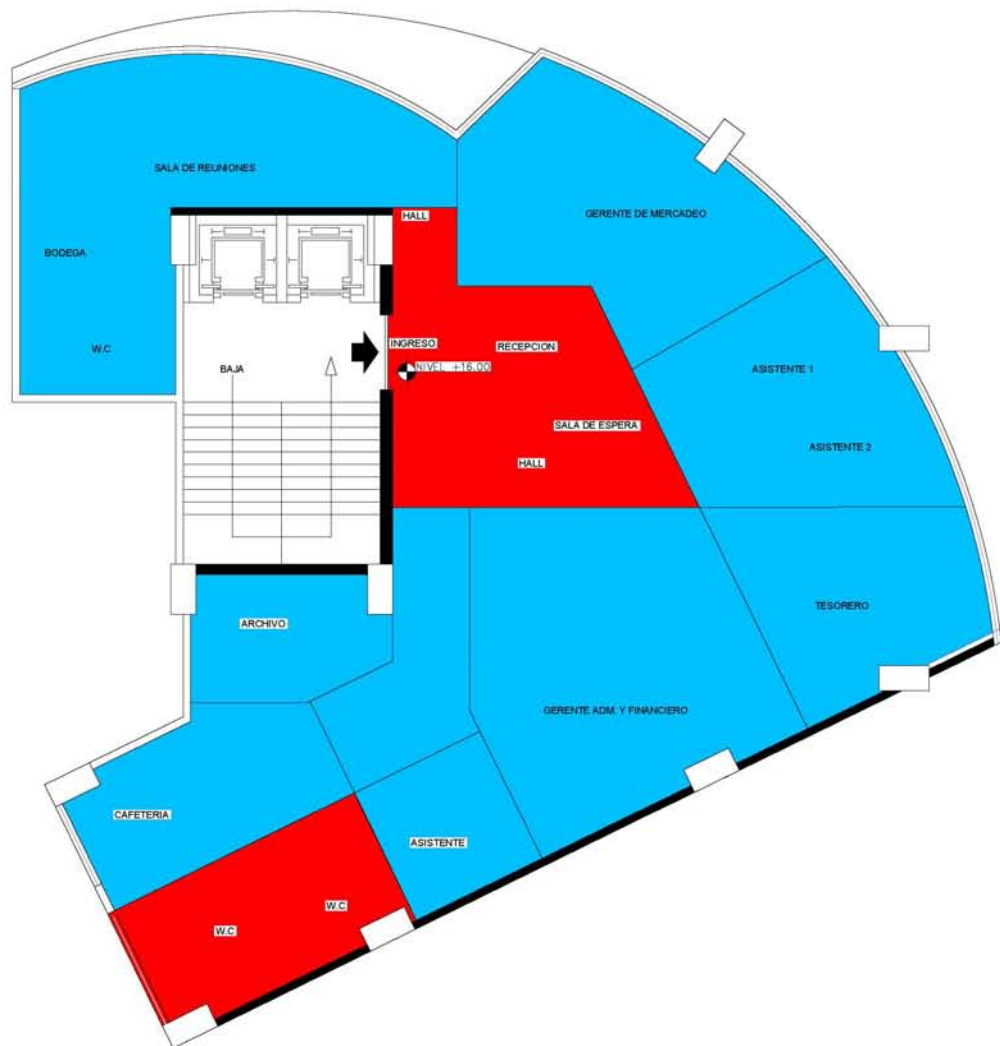 SALA DE REUNIONES
HALL
GERENTE DE MERCADEO
BODEGA
INGRESO
RECEPCION
W.C
BAJA
NIVEL +16.00
ASISTENTE 1
SALA DE ESPERA
ASISTENTE 2
HALL
TESORERO
ARCHIVO
GERENTE ADM. Y FINANCIERO
CAFETERIA
ASISTENTE
W.C
W.C